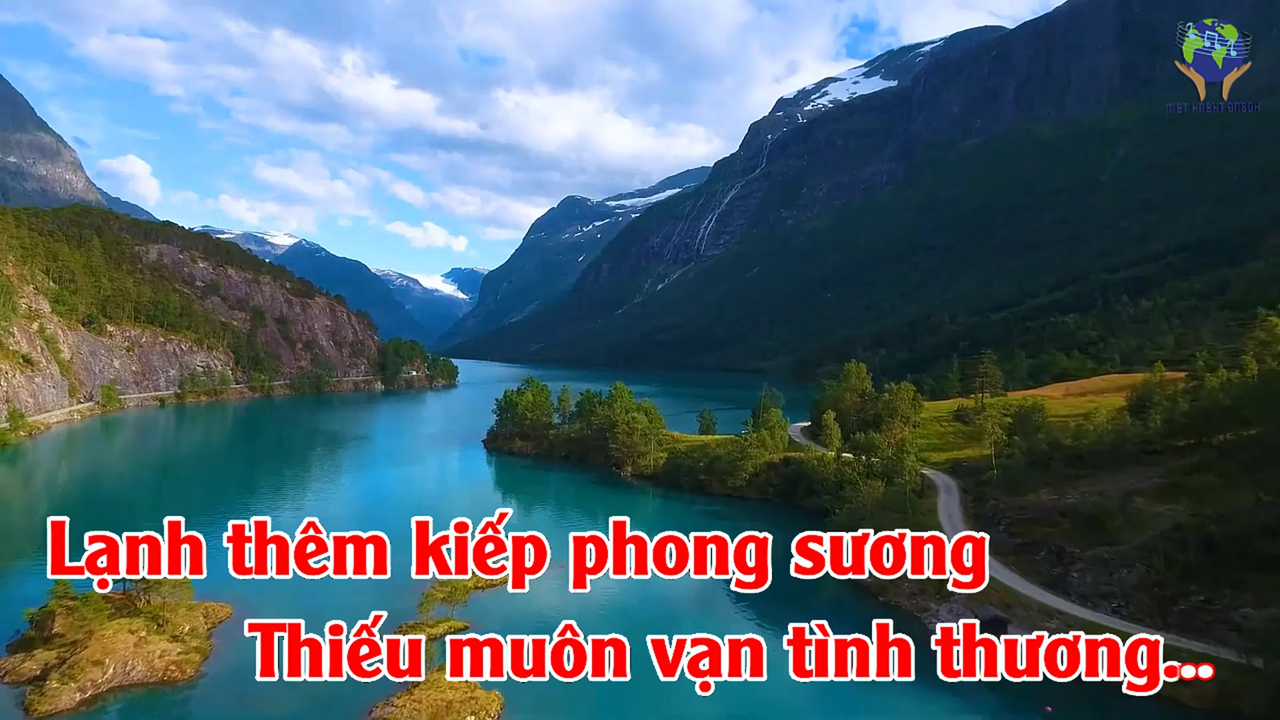 Lạnh thêm kiếp phong sương
Thiếu muôn vạn tình thương...